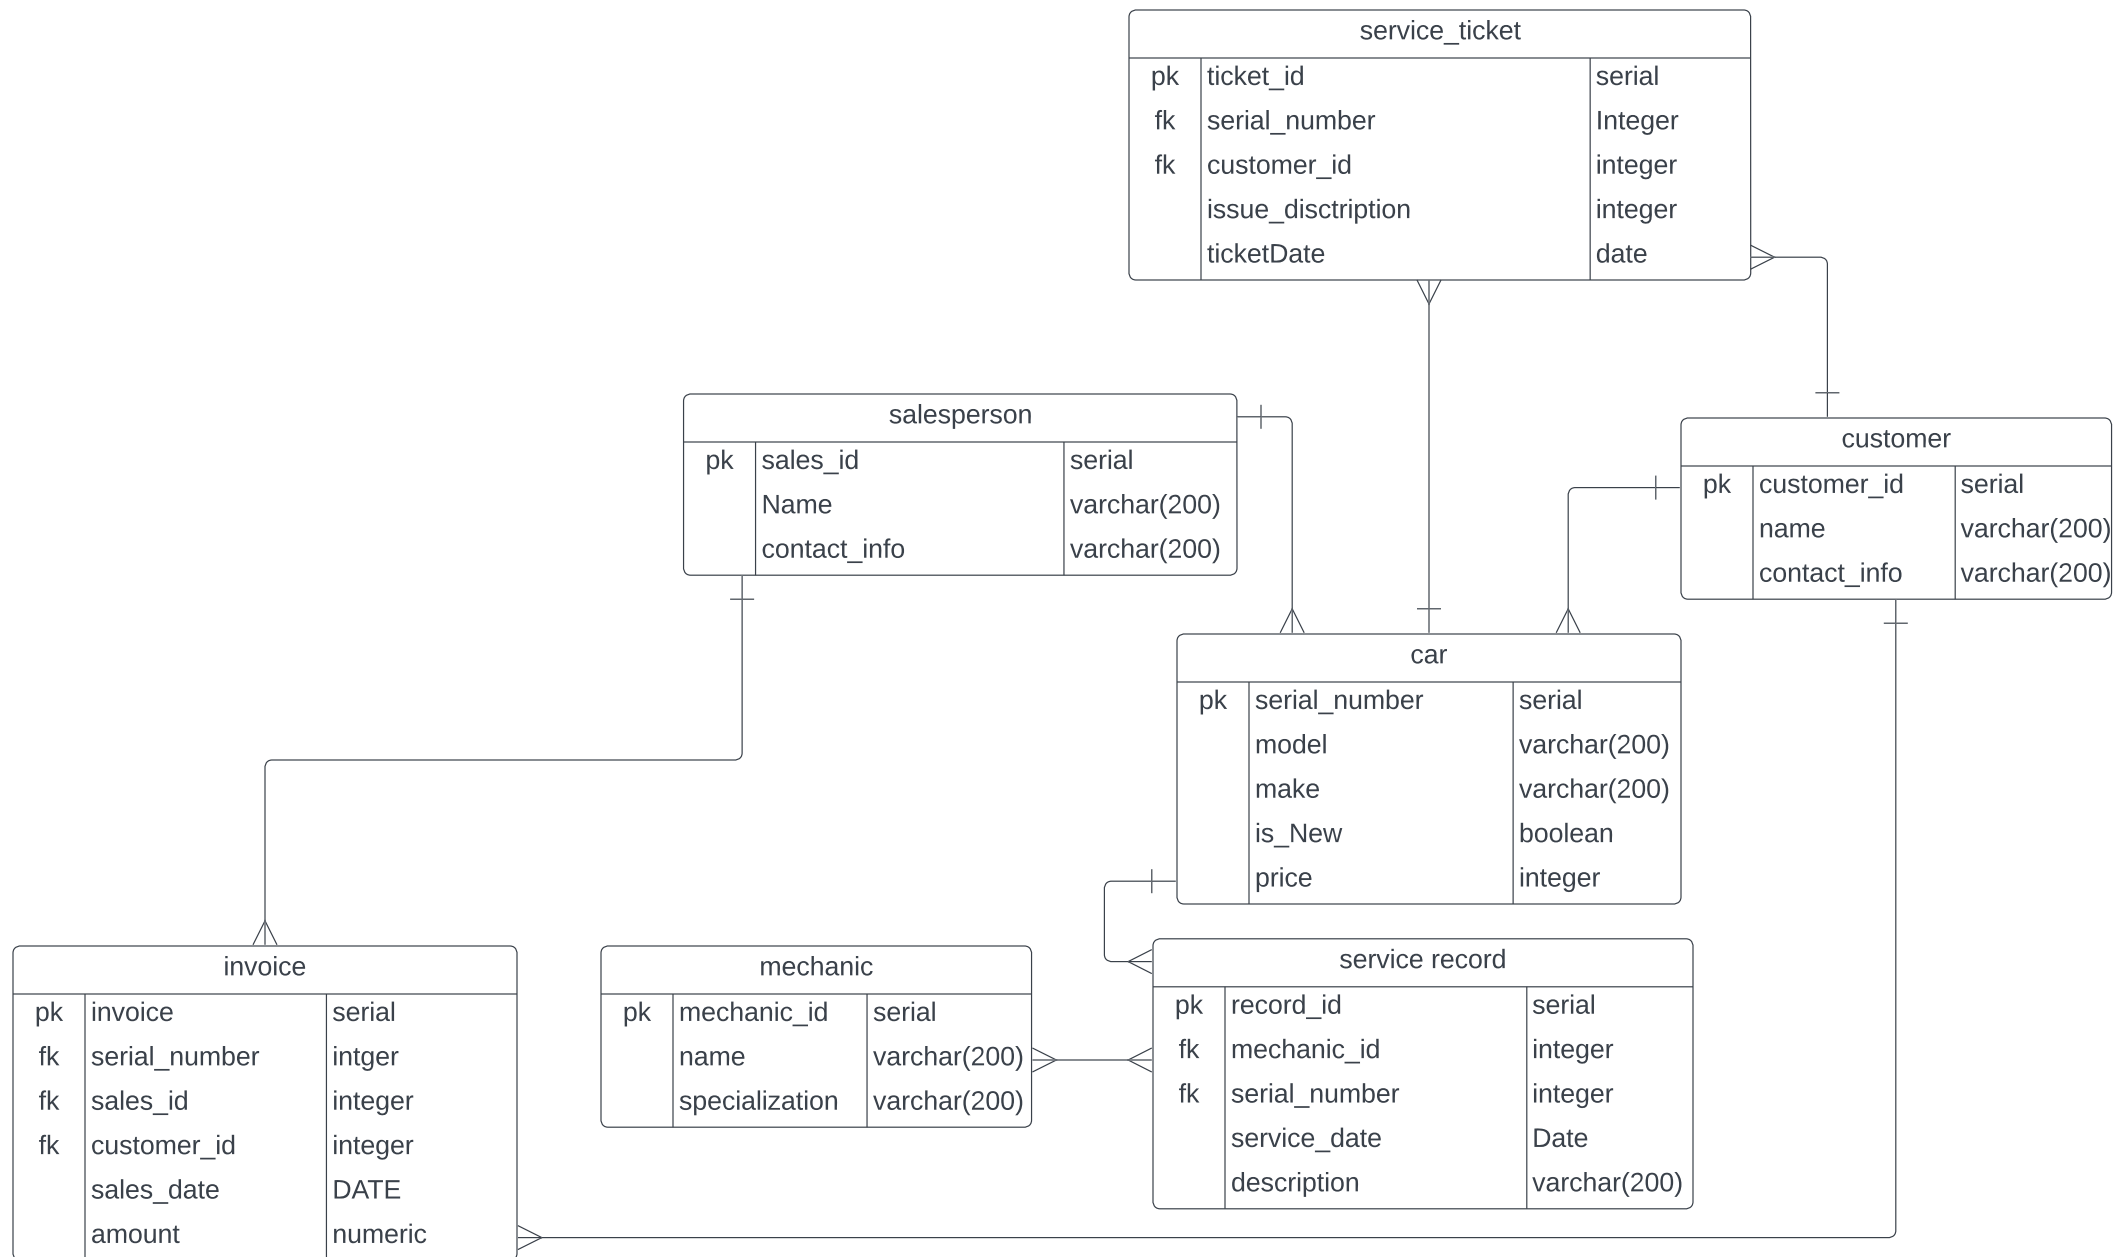 service_ticket
pk ticket_id serial
fk serial_number Integer
fk customer_id integer
issue_disctription integer
ticketDate date
salesperson
pk sales_id serial
Name varchar(200)
contact_info varchar(200)
customer
pk customer_id serial
name varchar(200)
contact_info varchar(200)
car
pk serial_number serial
model varchar(200)
make varchar(200)
is_New boolean
price integer
invoice
pk invoice serial
fk serial_number intger
fk sales_id integer
fk customer_id integer
sales_date DATE
amount numeric
mechanic
pk mechanic_id serial
name varchar(200)
specialization varchar(200)
service record
pk record_id serial
fk mechanic_id integer
fk serial_number integer
service_date Date
description varchar(200)